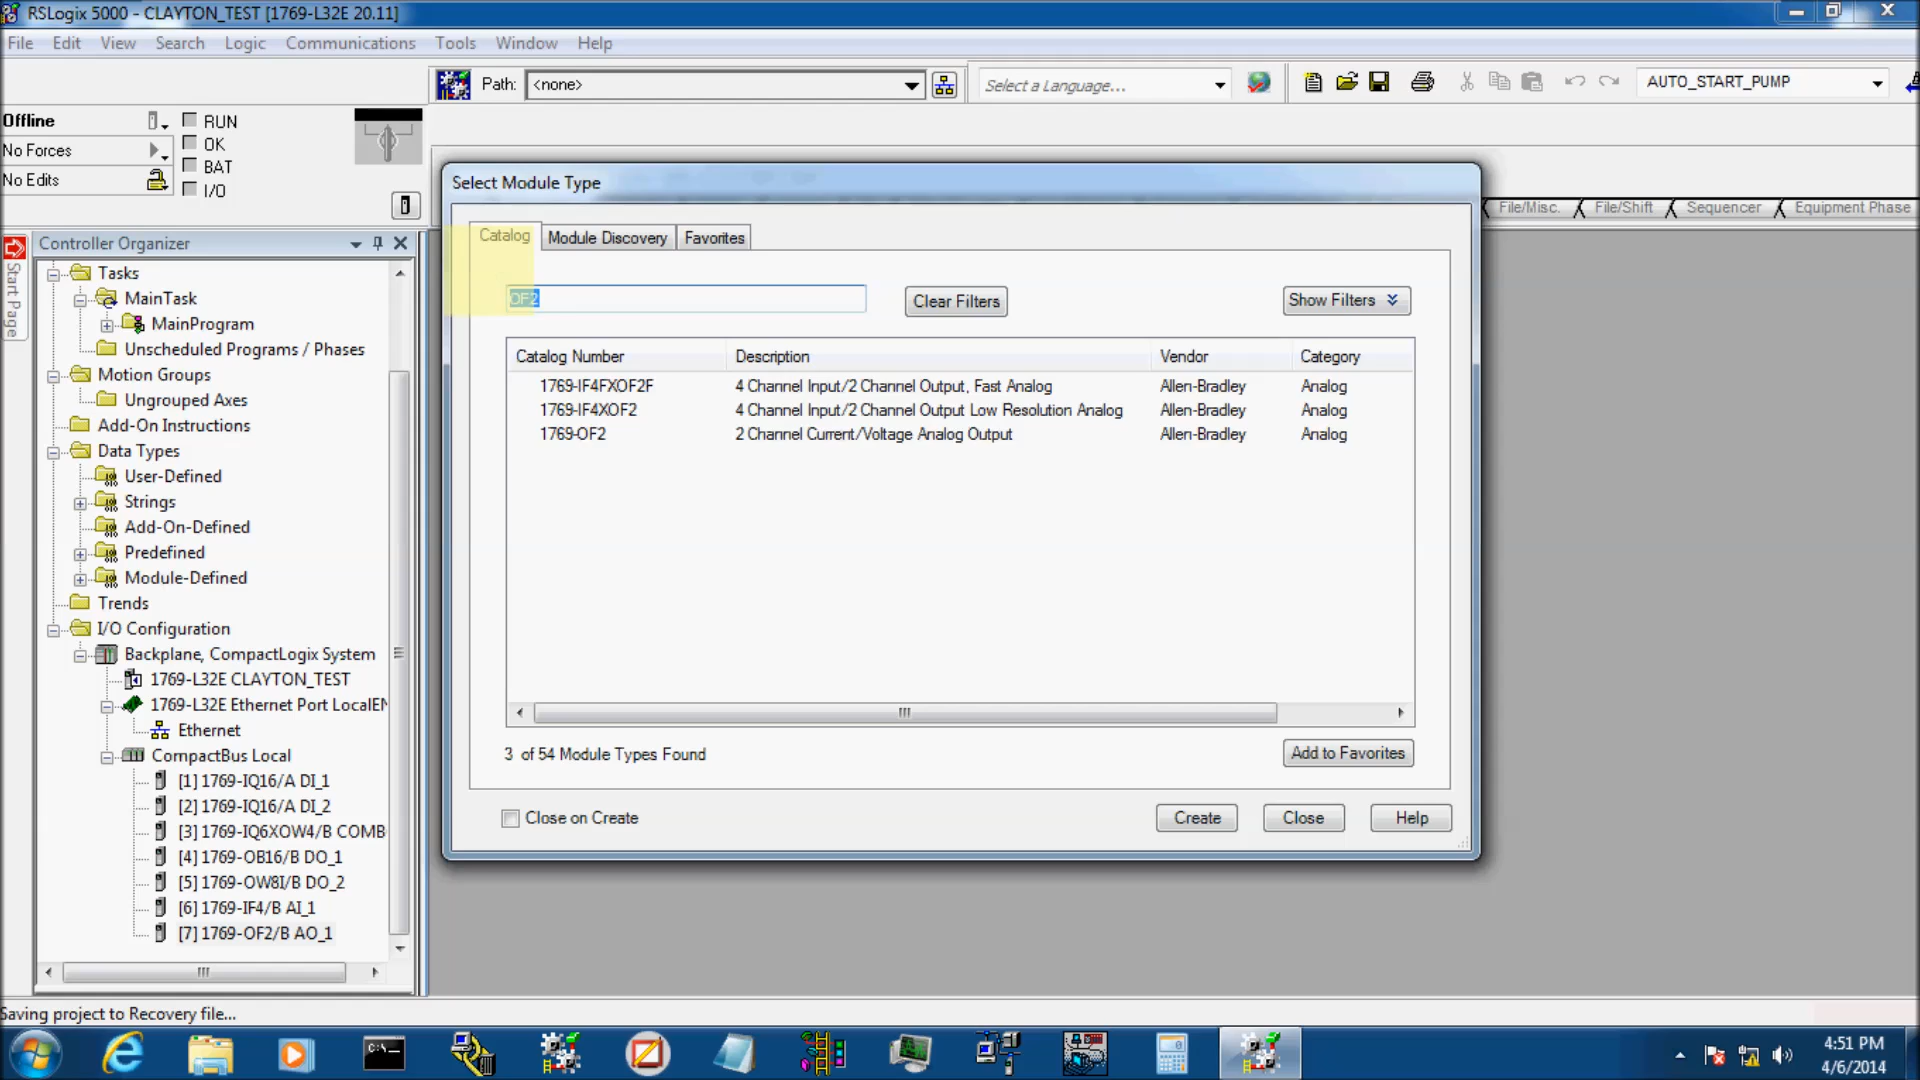 RSLogix 5000 - CLAYTON_TEST [1769-L32E 20.11]
File Edit View Search Logic Communications Tools Window Help
Path: <none>
Select a Language...
AUTO_START_PUMP
Offline
RUN
No Forces
OK
BAT
No Edits
I/O
File/Misc. File/Shift Sequencer Equipment Phase
Start Page
Controller Organizer
Tasks
MainTask
MainProgram
Unscheduled Programs / Phases
Motion Groups
Ungrouped Axes
Add-On Instructions
Data Types
User-Defined
Strings
Add-On-Defined
Predefined
Module-Defined
Trends
I/O Configuration
Backplane, CompactLogix System
1769-L32E CLAYTON_TEST
1769-L32E Ethernet Port LocalEN
Ethernet
CompactBus Local
[1] 1769-IQ16/A DI_1
[2] 1769-IQ16/A DI_2
[3] 1769-IQ6XOW4/B COMB
[4] 1769-OB16/B DO_1
[5] 1769-OW8I/B DO_2
[6] 1769-IF4/B AI_1
[7] 1769-OF2/B AO_1
Select Module Type
Catalog Module Discovery Favorites
OF2
Clear Filters
Show Filters
Catalog Number Description Vendor Category
1769-IF4FXOF2F 4 Channel Input/2 Channel Output, Fast Analog Allen-Bradley Analog
1769-IF4XOF2 4 Channel Input/2 Channel Output Low Resolution Analog Allen-Bradley Analog
1769-OF2 2 Channel Current/Voltage Analog Output Allen-Bradley Analog
3 of 54 Module Types Found
Add to Favorites
Close on Create
Create
Close
Help
Saving project to Recovery file...
4:51 PM
4/6/2014